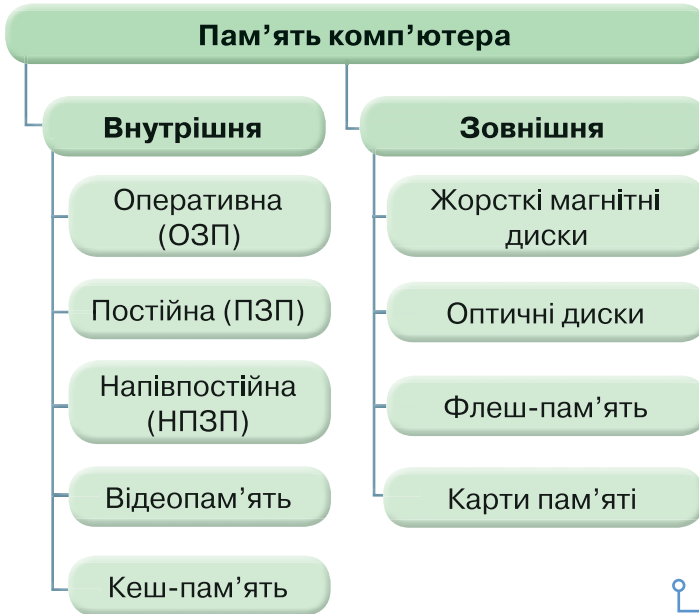 Пам’ять комп’ютера
Внутрішня
Оперативна
(ОЗП)
Постійна (ПЗП)
Напівпостійна
(НПЗП)
Відеопам’ять
Кеш-пам’ять
Зовнішня
Жорсткі магнітні
диски
Оптичні диски
Флеш-пам’ять
Карти пам’яті